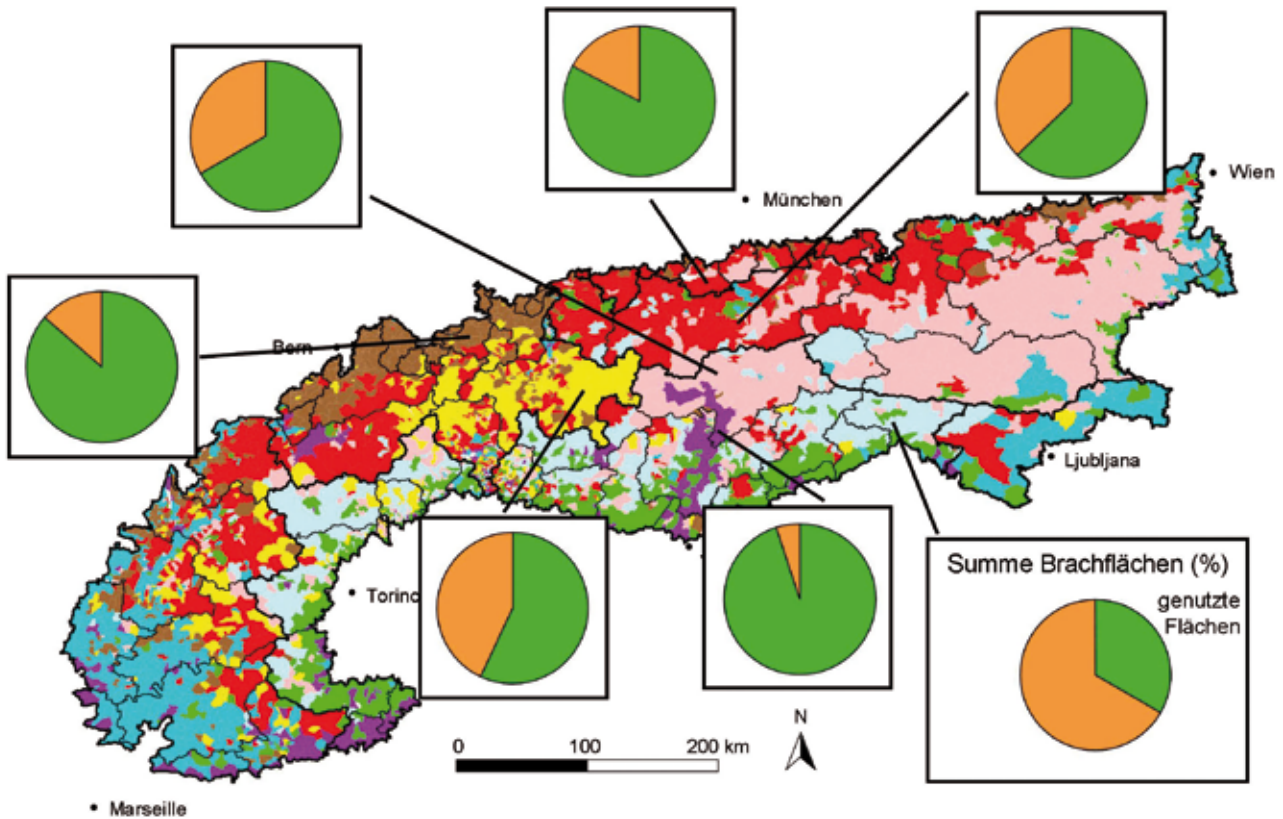 München
Wien
Bern
Ljubljana
Torino
Summe Brachflächen (%)
genutzte
Flächen
N
0 100 200 km
Marseille